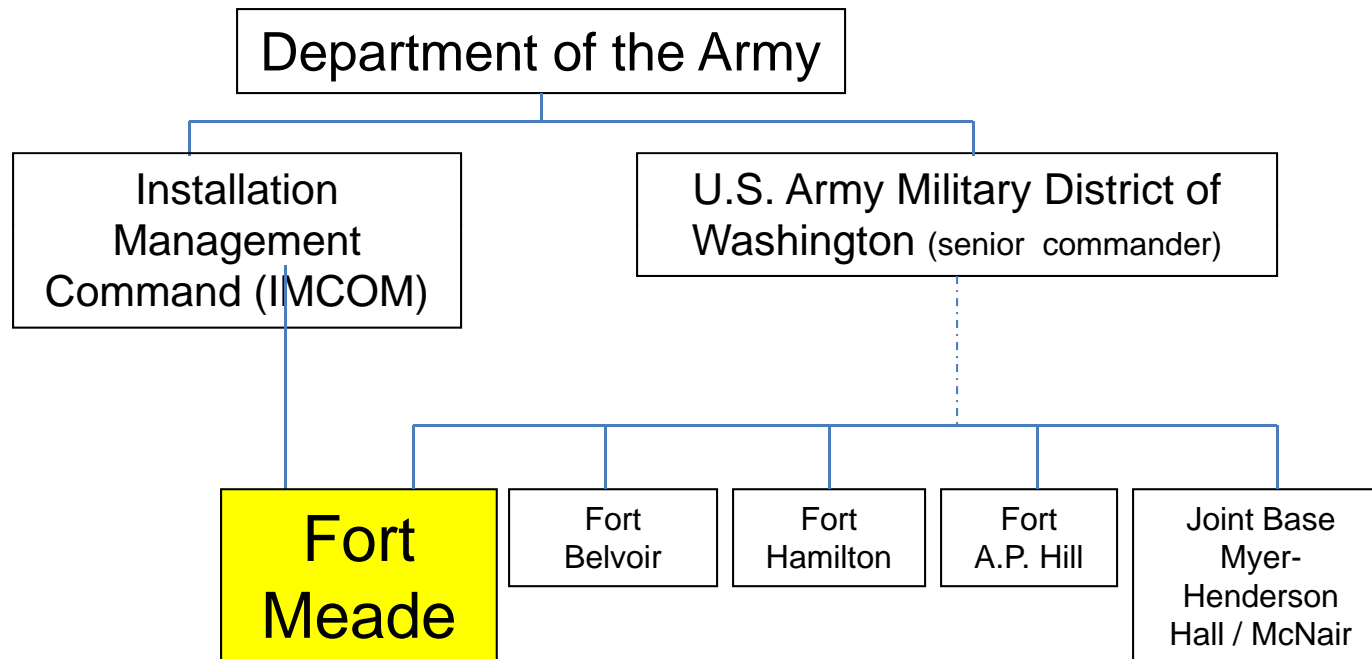 Department of the Army
Installation
Management
Command (IMCOM)
U.S. Army Military District of
Washington (senior commander)
Fort
Meade
Fort
Belvoir
Fort
Hamilton
Fort
A.P. Hill
Joint Base
Myer-
Henderson
Hall / McNair